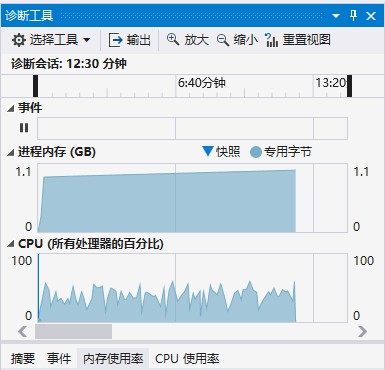 诊断工具
选择工具 输出 放大 缩小 重置视图
诊断会话: 12:30 分钟
6:40分钟 13:20
事件
进程内存 (GB) 快照 专用字节
1.1 1.1
0 0
CPU (所有处理器的百分比)
100 100
0 0
摘要 事件 内存使用率 CPU 使用率